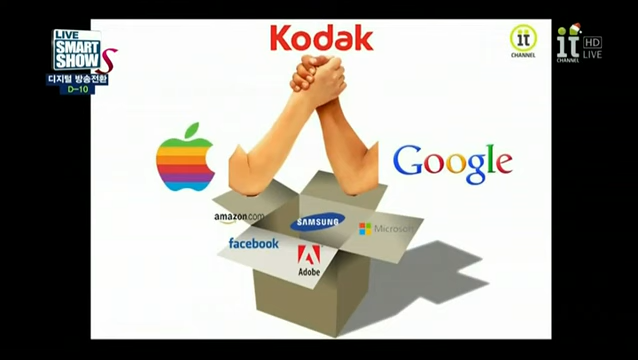 LIVE
SMART
SHOW S
디지털 방송전환
D-10
Kodak
it
CHANNEL
it HD
LIVE
CHANNEL
Google
amazon.com
SAMSUNG
Microsoft
facebook
Adobe